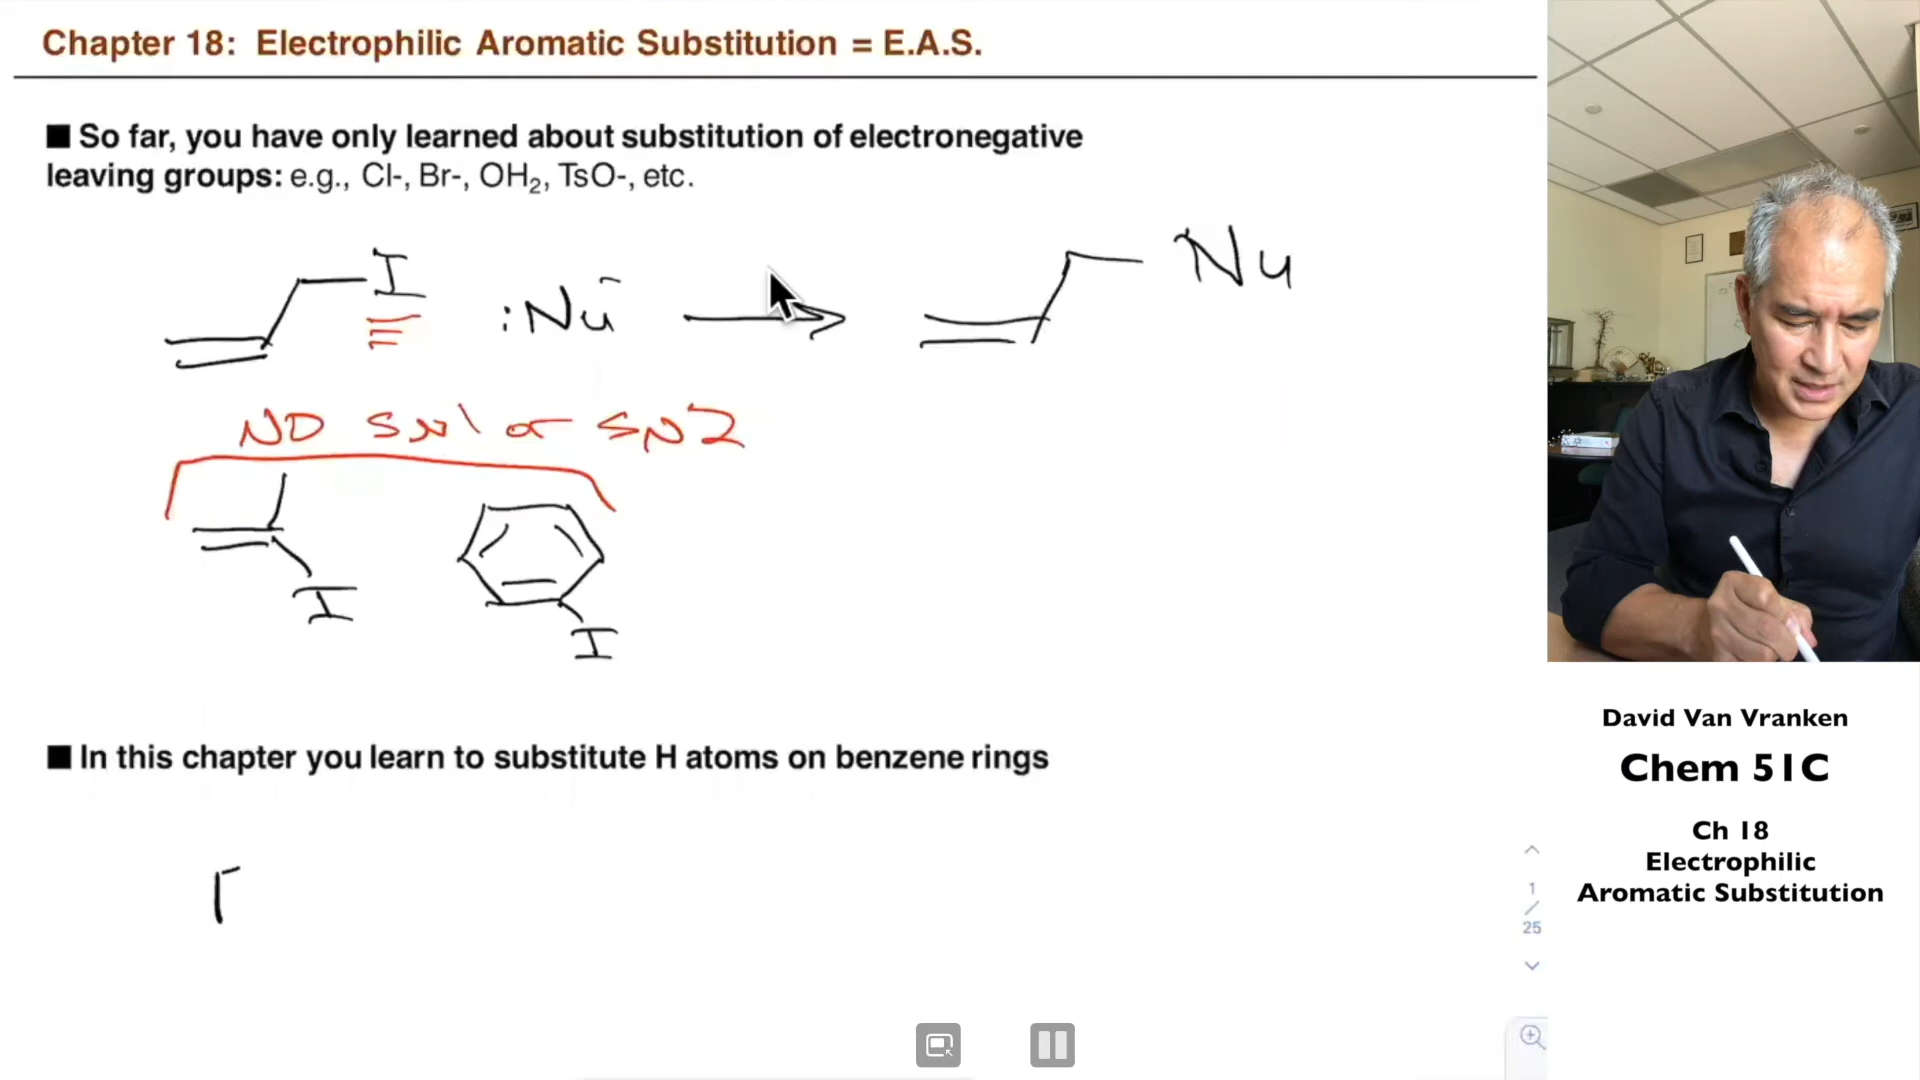 Chapter 18: Electrophilic Aromatic Substitution = E.A.S.
■ So far, you have only learned about substitution of electronegative
leaving groups: e.g., Cl-, Br-, OH₂, TsO-, etc.
I
:Nu⁻
Nu
NO SN1 or SN2
I
I
■ In this chapter you learn to substitute H atoms on benzene rings
1
/
25
David Van Vranken
Chem 51C
Ch 18
Electrophilic
Aromatic Substitution